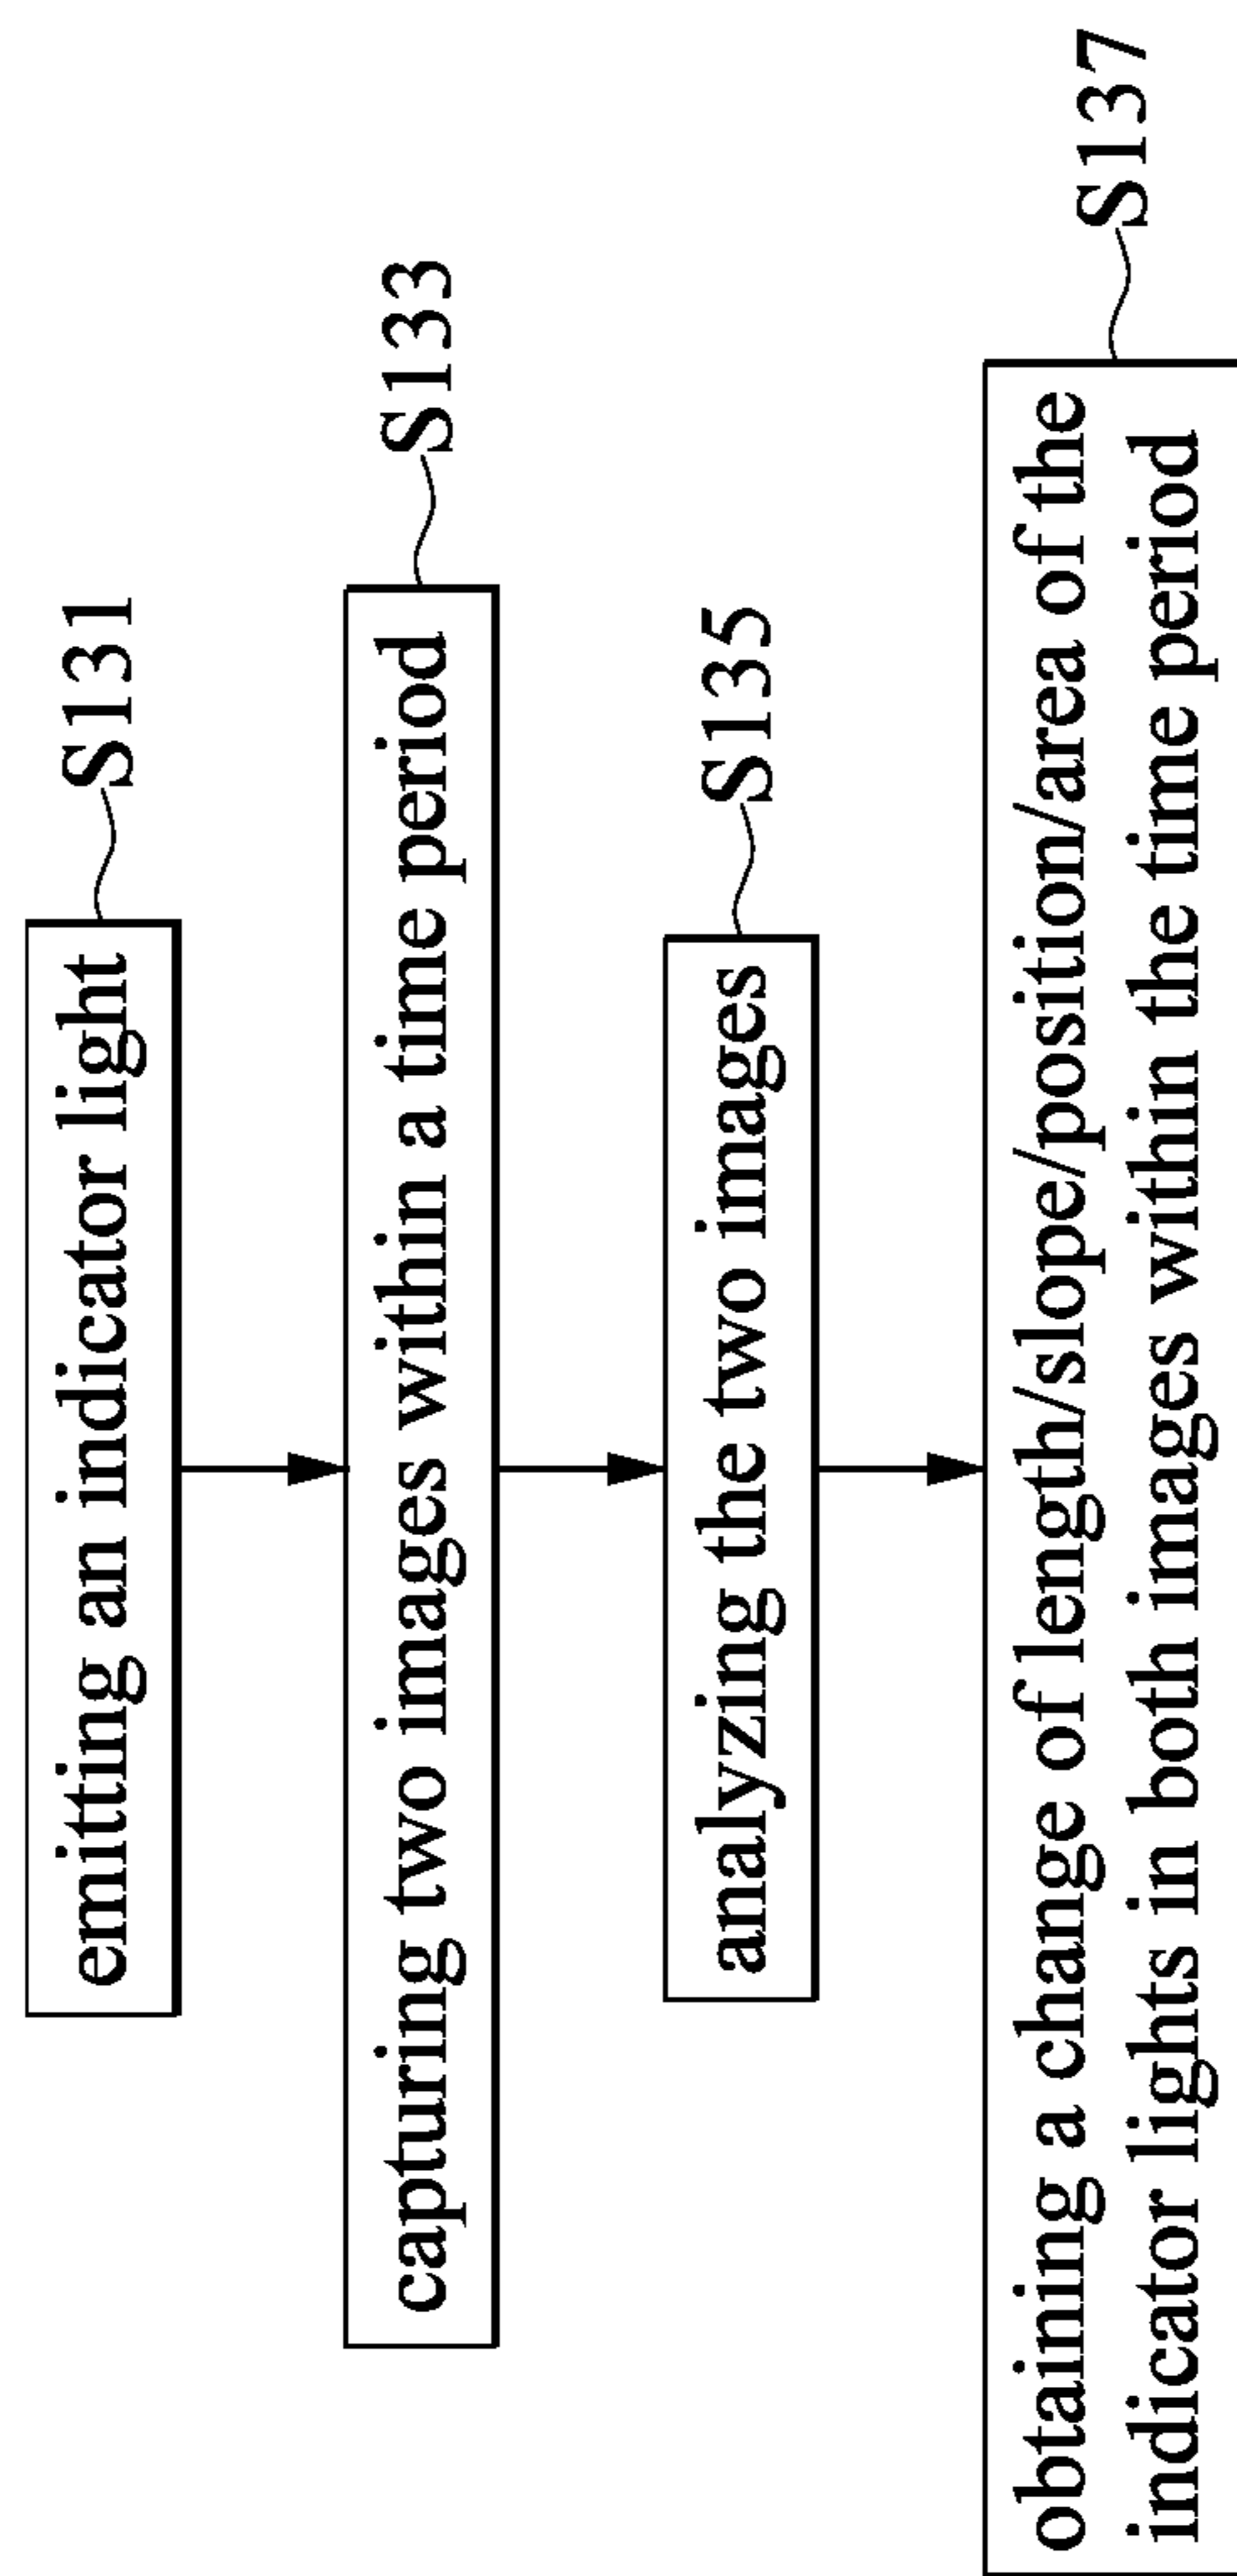 emitting an indicator light
S131
capturing two images within a time period
S133
analyzing the two images
S135
obtaining a change of length/slope/position/area of the
indicator lights in both images within the time period
S137